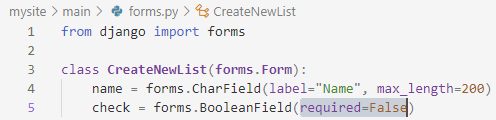 mysite > main > forms.py > CreateNewList
1 from django import forms
2
3 class CreateNewList(forms.Form):
4     name = forms.CharField(label="Name", max_length=200)
5     check = forms.BooleanField(required=False)